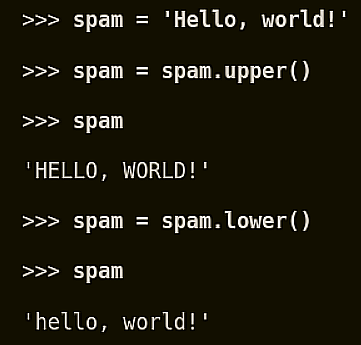 >>> spam = 'Hello, world!'
>>> spam = spam.upper()
>>> spam
'HELLO, WORLD!'
>>> spam = spam.lower()
>>> spam
'hello, world!'